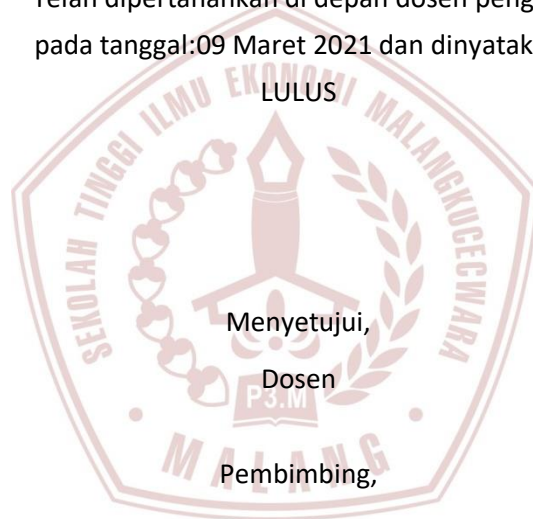 Telah dipertahankan di depan dosen peng
pada tanggal:09 Maret 2021 dan dinyatak
LULUS
SEKOLAH TINGGI ILMU EKONOMI MALANGKUCECWARA
Menyetujui,
Dosen
P3.M
MALANG
Pembimbing,